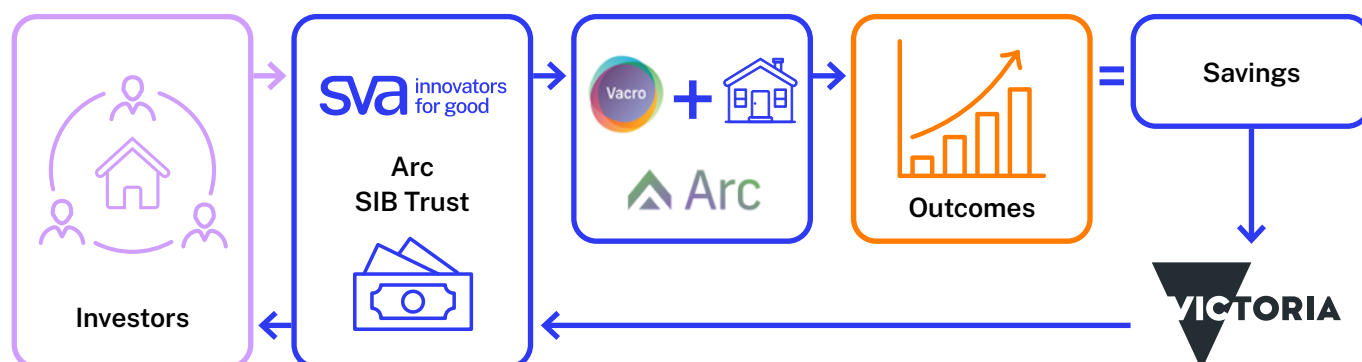 Investors
sva innovators
for good
Arc
SIB Trust
Vacro
Arc
Outcomes
=
Savings
VICTORIA